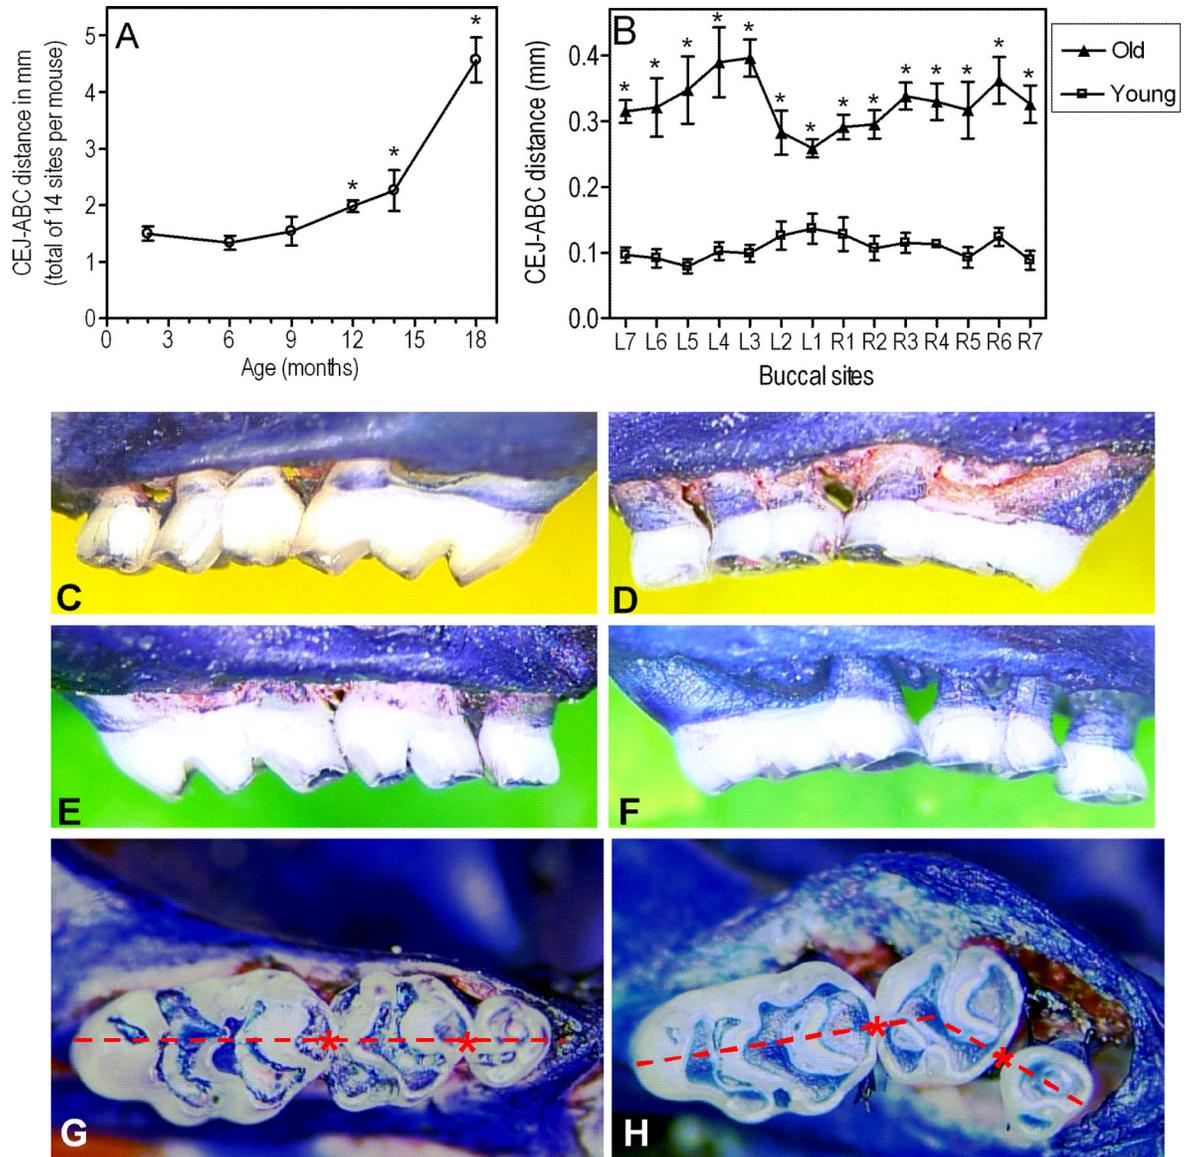 A
CEJ-ABC distance in mm
(total of 14 sites per mouse)
5
4
3
2
1
0
*
*
*
0 3 6 9 12 15 18
Age (months)
B
CEJ-ABC distance (mm)
0.4
0.3
0.2
0.1
0.0
* * * * * * * * * * * * * *
L7 L6 L5 L4 L3 L2 L1 R1 R2 R3 R4 R5 R6 R7
Buccal sites
Old
Young
C
D
E
F
G
* *
H
* *